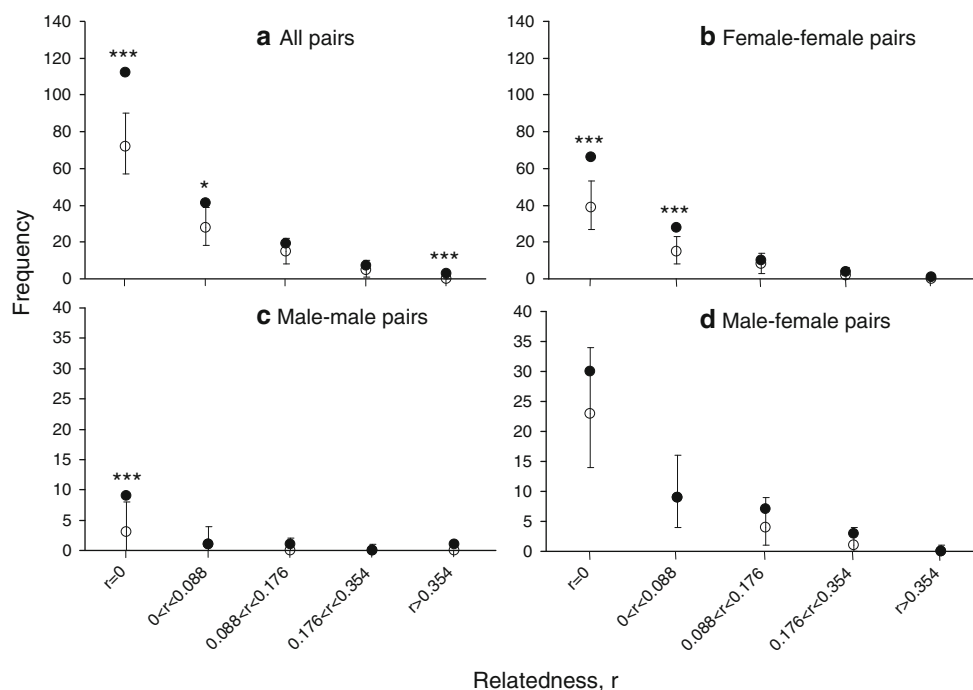 a All pairs
140
120
100
80
60
40
20
0
***
*
***
b Female-female pairs
140
120
100
80
60
40
20
0
***
***
Frequency
c Male-male pairs
40
35
30
25
20
15
10
5
0
***
r=0
0<r<0.088
0.088<r<0.176
0.176<r<0.354
r>0.354
d Male-female pairs
40
35
30
25
20
15
10
5
0
r=0
0<r<0.088
0.088<r<0.176
0.176<r<0.354
r>0.354
Relatedness, r